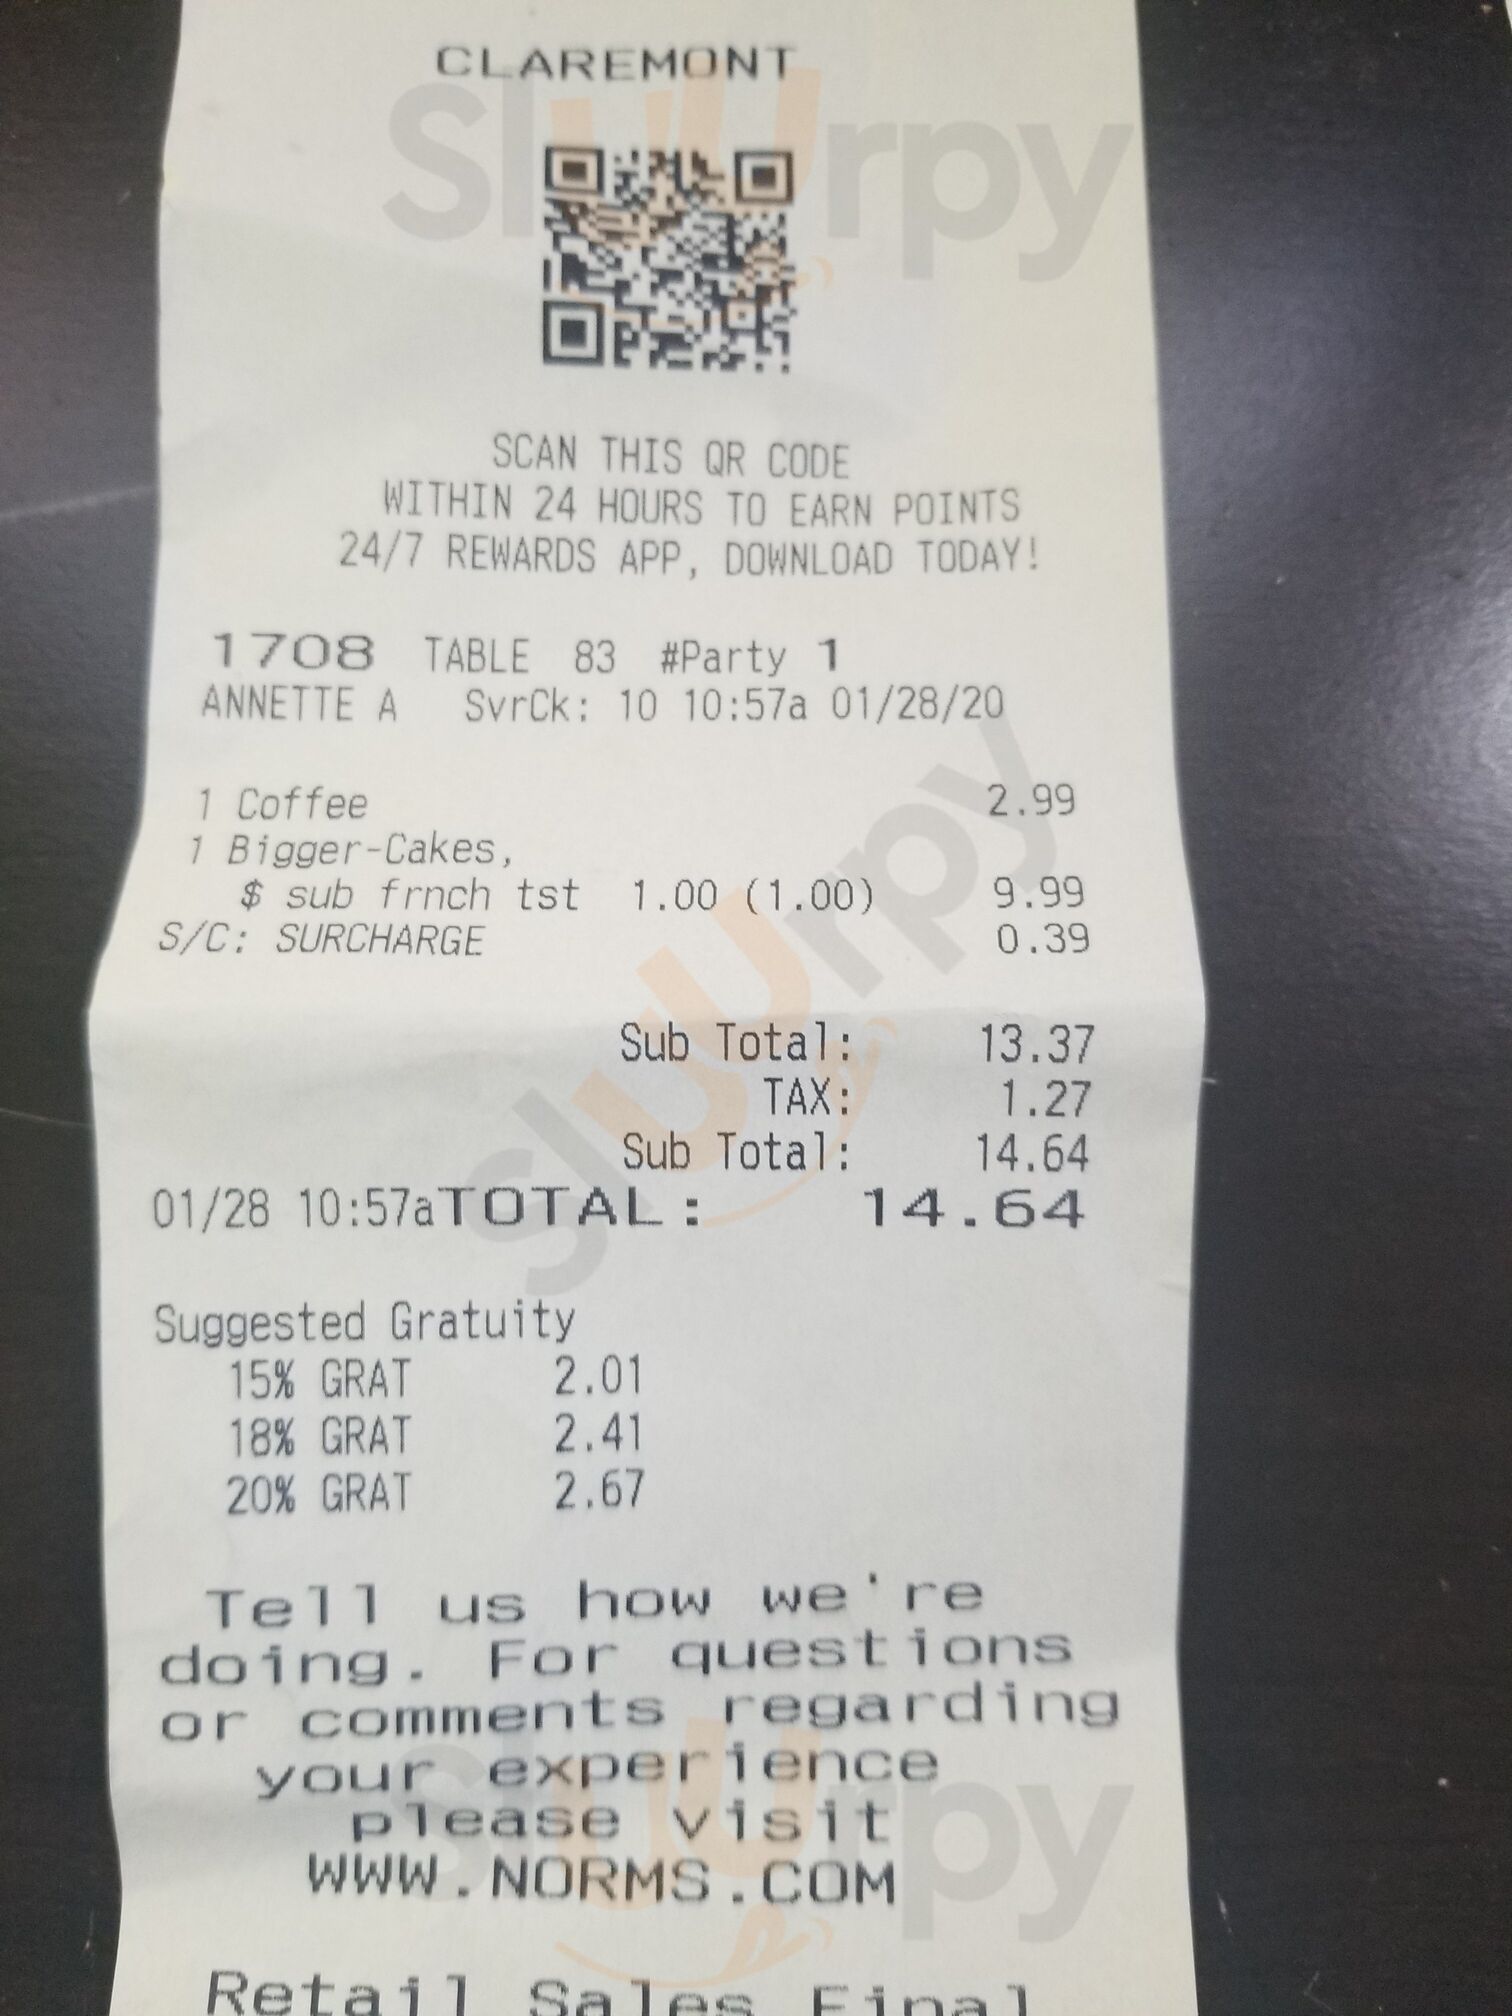 CLAREMONT
SCAN THIS QR CODE
WITHIN 24 HOURS TO EARN POINTS
24/7 REWARDS APP, DOWNLOAD TODAY!
1708 TABLE 83 #Party 1
ANNETTE A SvrCk: 10 10:57a 01/28/20
1 Coffee 2.99
1 Bigger-Cakes,
$ sub frnch tst 1.00 (1.00) 9.99
S/C: SURCHARGE 0.39
Sub Total: 13.37
TAX: 1.27
Sub Total: 14.64
01/28 10:57aTOTAL: 14.64
Suggested Gratuity
15% GRAT 2.01
18% GRAT 2.41
20% GRAT 2.67
Tell us how we're
doing. For questions
or comments regarding
your experience
please visit
WWW.NORMS.COM
Retail Sales Final
Sluurpy
Sluurpy
Sluurpy